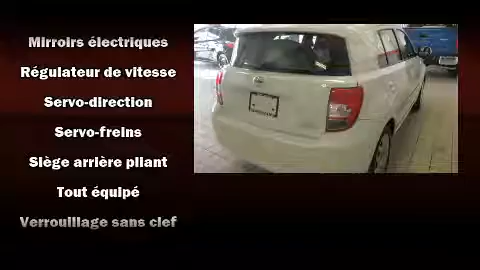 Mirroirs électriques
Régulateur de vitesse
Servo-direction
Servo-freins
Siège arrière pliant
Tout équipé
Verrouillage sans clef